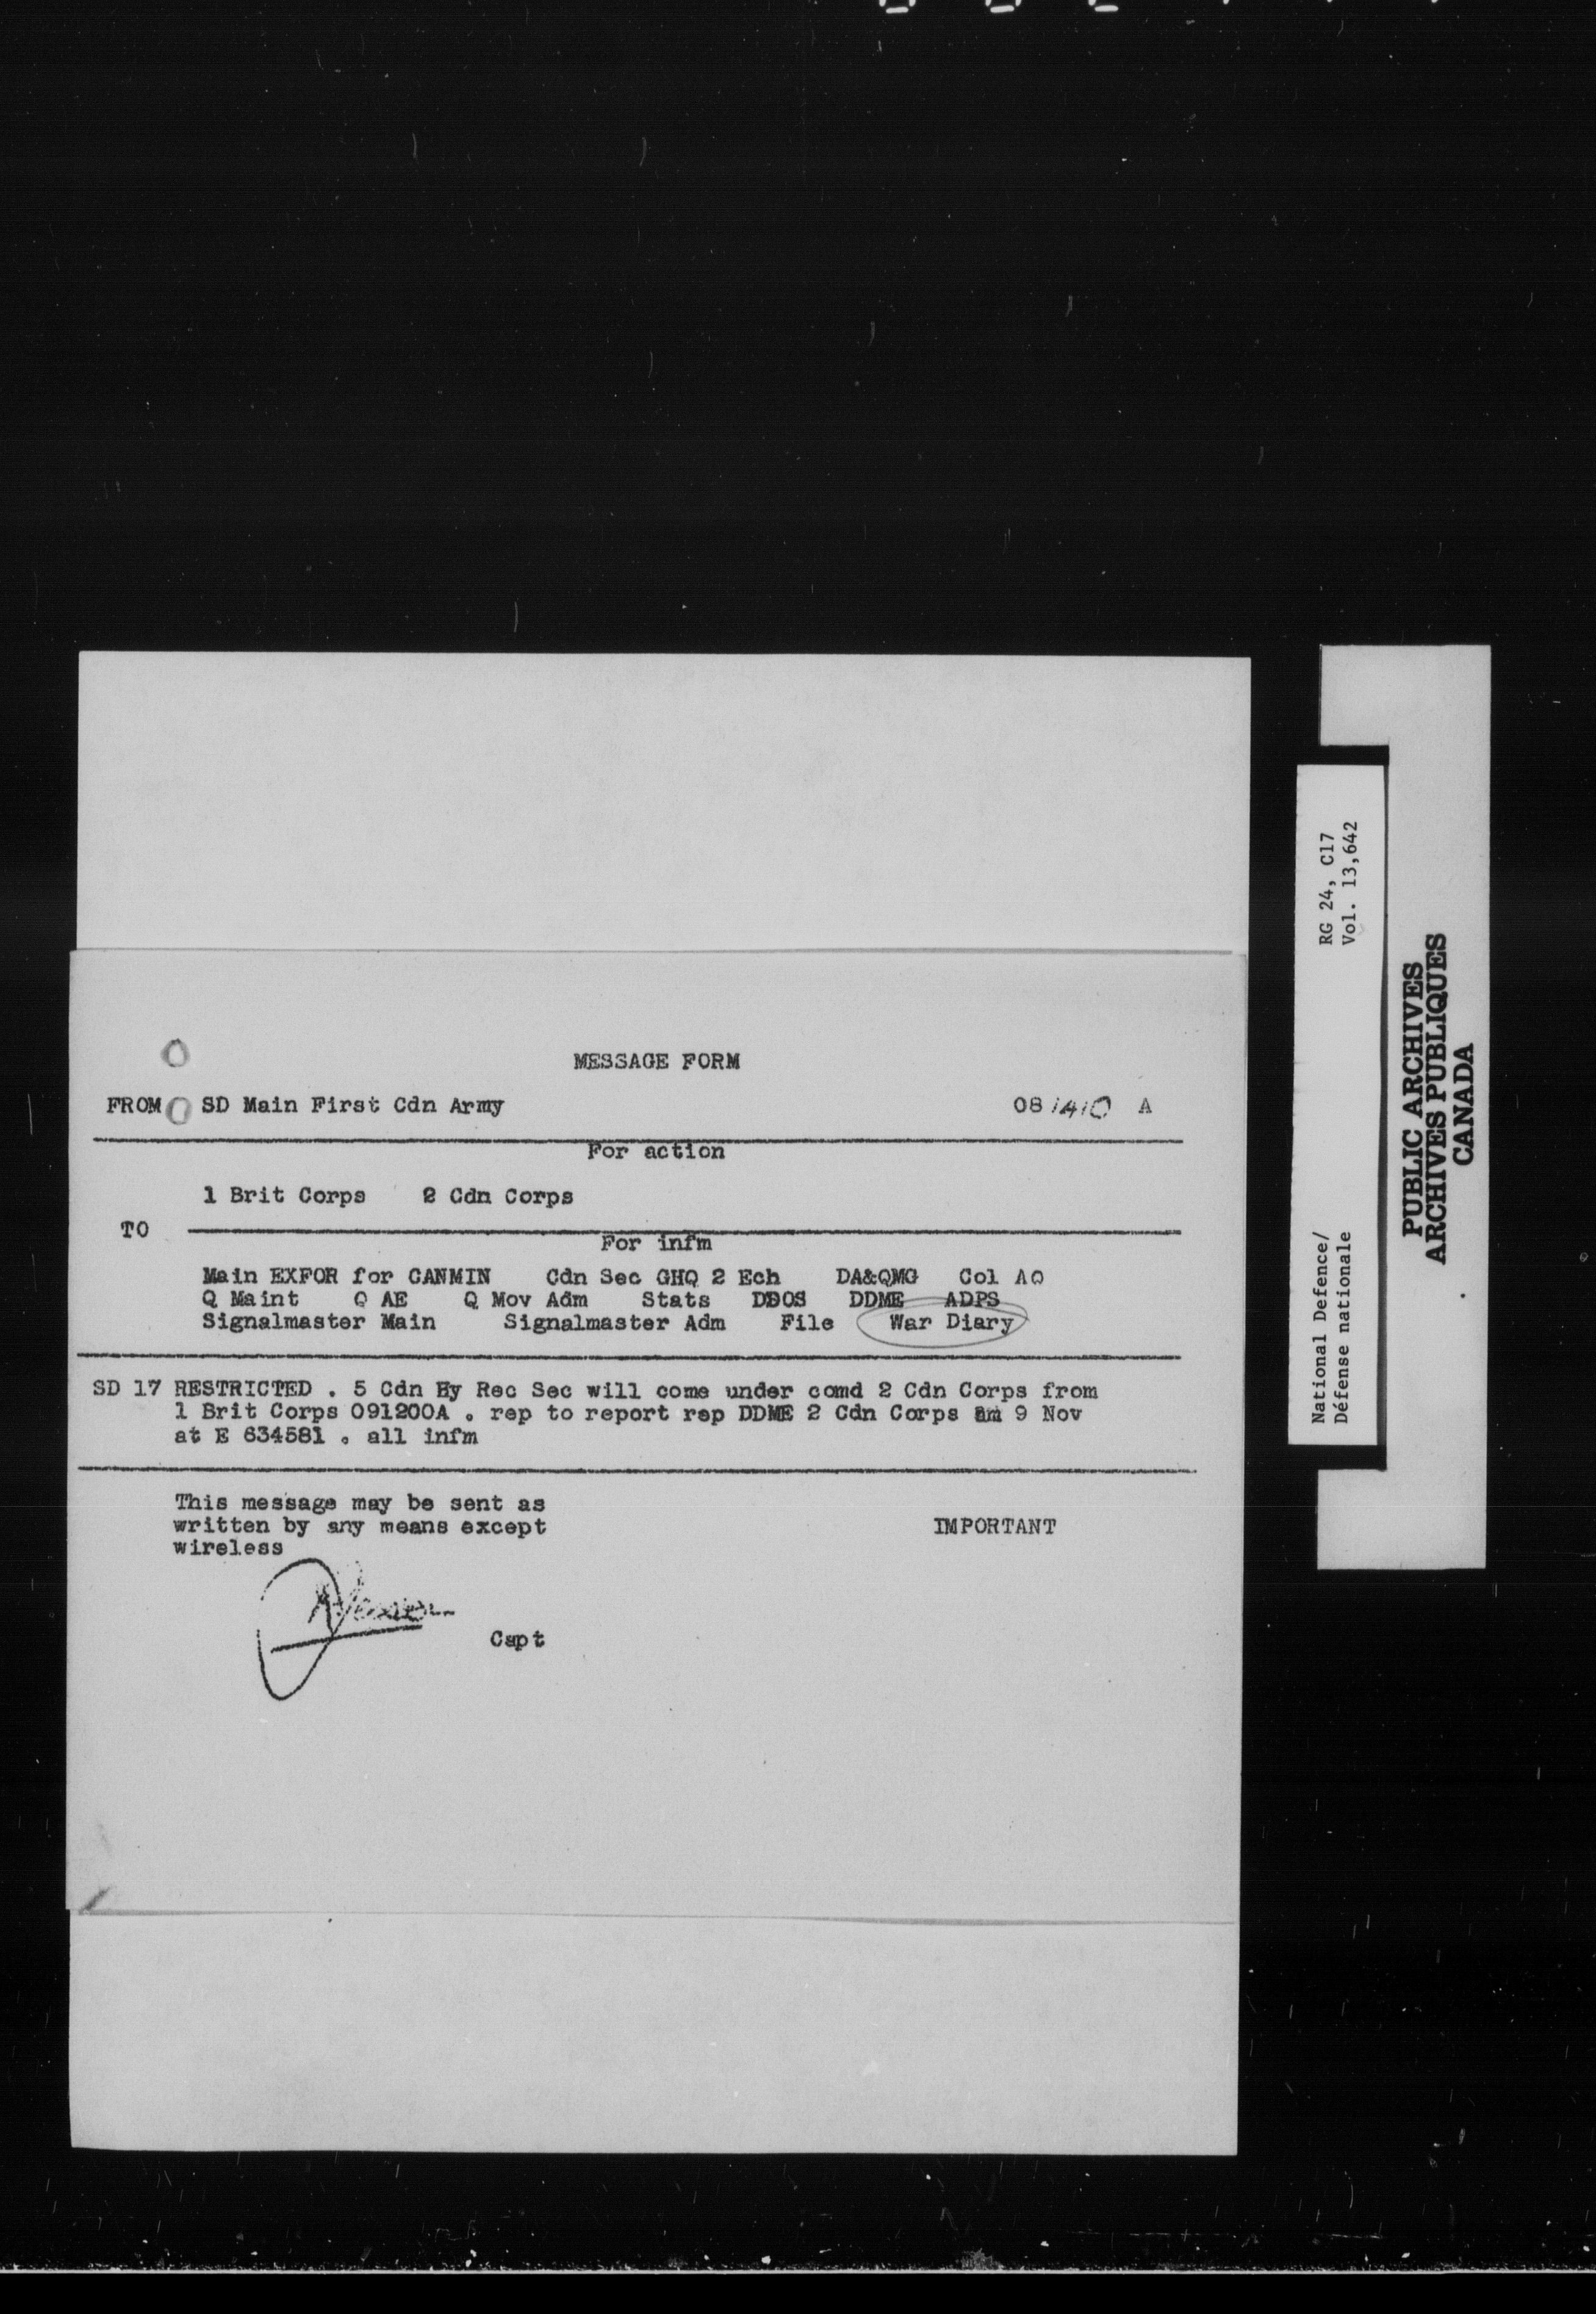 MESSAGE FORM
FROM SD Main First Cdn Army 081410 A
For action
1 Brit Corps 2 Cdn Corps
TO
For infm
Main EXFOR for CANMIN Cdn Sec GHQ 2 Ech DA&QMG Col AQ
Q Maint Q AE Q Mov Adm Stats DDOS DDME ADPS
Signalmaster Main Signalmaster Adm File War Diary
SD 17 RESTRICTED . 5 Cdn Hy Rec Sec will come under comd 2 Cdn Corps from
1 Brit Corps 091200A . rep to report rep DDME 2 Cdn Corps am 9 Nov
at E 634581 . all infm
This message may be sent as
written by any means except
wireless
IMPORTANT
Capt
National Defence/
Défense nationale
RG 24, C17
Vol. 13,642
PUBLIC ARCHIVES
ARCHIVES PUBLIQUES
CANADA